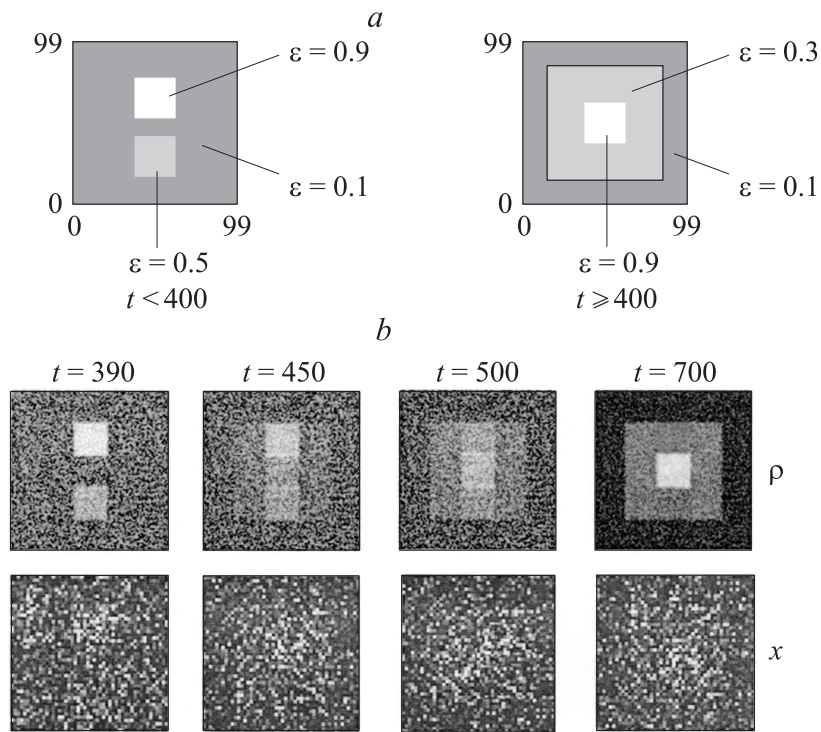 a
99
ε = 0.9
ε = 0.1
0
0
99
ε = 0.5
t < 400
99
ε = 0.3
ε = 0.1
0
0
99
ε = 0.9
t ⩾ 400
b
t = 390
t = 450
t = 500
t = 700
ρ
x